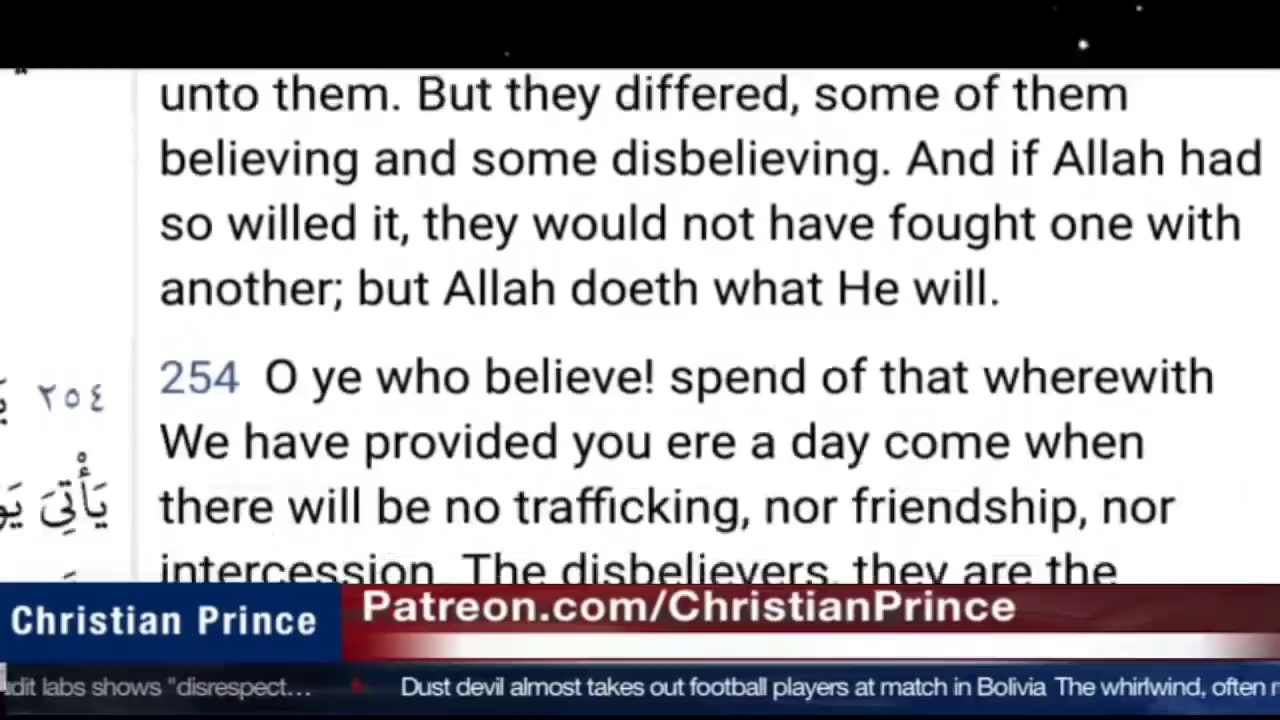 unto them. But they differed, some of them
believing and some disbelieving. And if Allah had
so willed it, they would not have fought one with
another; but Allah doeth what He will.
254 O ye who believe! spend of that wherewith
٢٥٤
We have provided you ere a day come when
there will be no trafficking, nor friendship, nor
يَأْتِىَ
intercession. The disbelievers, they are the
Christian Prince
Patreon.com/ChristianPrince
labs shows "disrespect...
Dust devil almost takes out football players at match in Bolivia The whirlwind, often